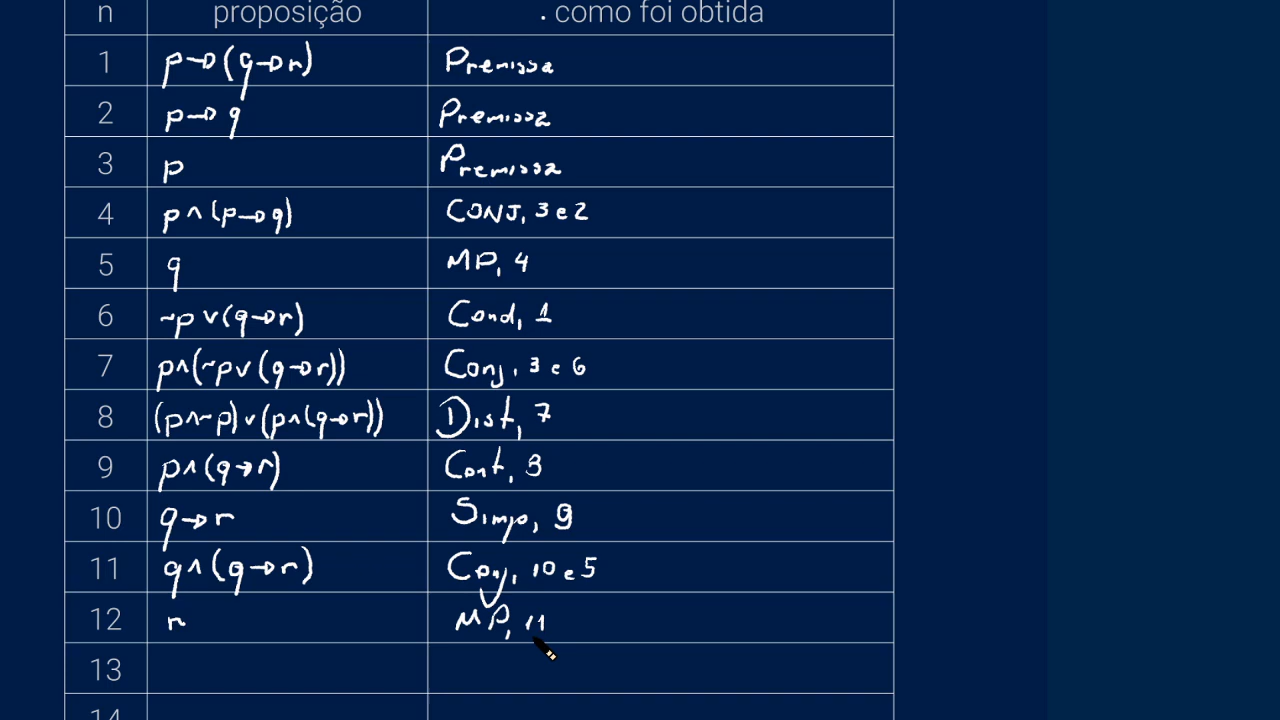 n proposição . como foi obtida
1 p→(q→r) Premissa
2 p→q Premissa
3 p Premissa
4 p∧(p→q) CONJ, 3 e 2
5 q MP, 4
6 ~p∨(q→r) Cond, 1
7 p∧(~p∨(q→r)) Conj, 3 e 6
8 (p∧~p)∨(p∧(q→r)) Dist, 7
9 p∧(q→r) Cont, 8
10 q→r Simp, 9
11 q∧(q→r) Conj, 10 e 5
12 r MP, 11
13
14